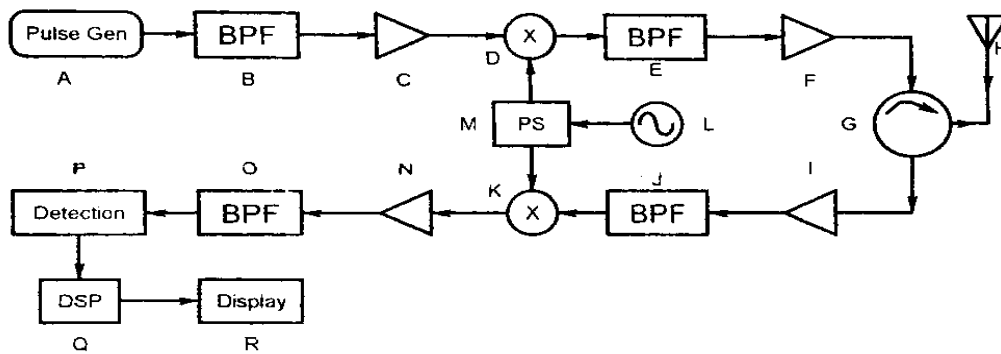 Pulse Gen
BPF
X
BPF
A
B
C
D
E
F
H
M
PS
L
G
P
O
N
K
J
I
Detection
BPF
X
BPF
DSP
Display
Q
R